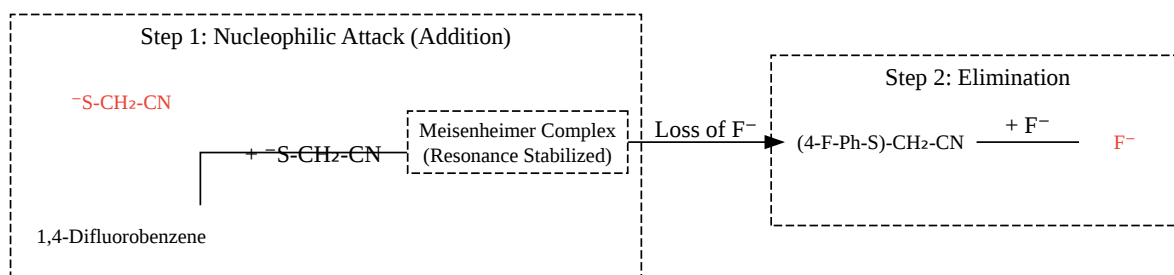 Step 1: Nucleophilic Attack (Addition)
⁻S-CH₂-CN
+ ⁻S-CH₂-CN
Meisenheimer Complex
(Resonance Stabilized)
1,4-Difluorobenzene
Loss of F⁻
Step 2: Elimination
(4-F-Ph-S)-CH₂-CN
+ F⁻
F⁻